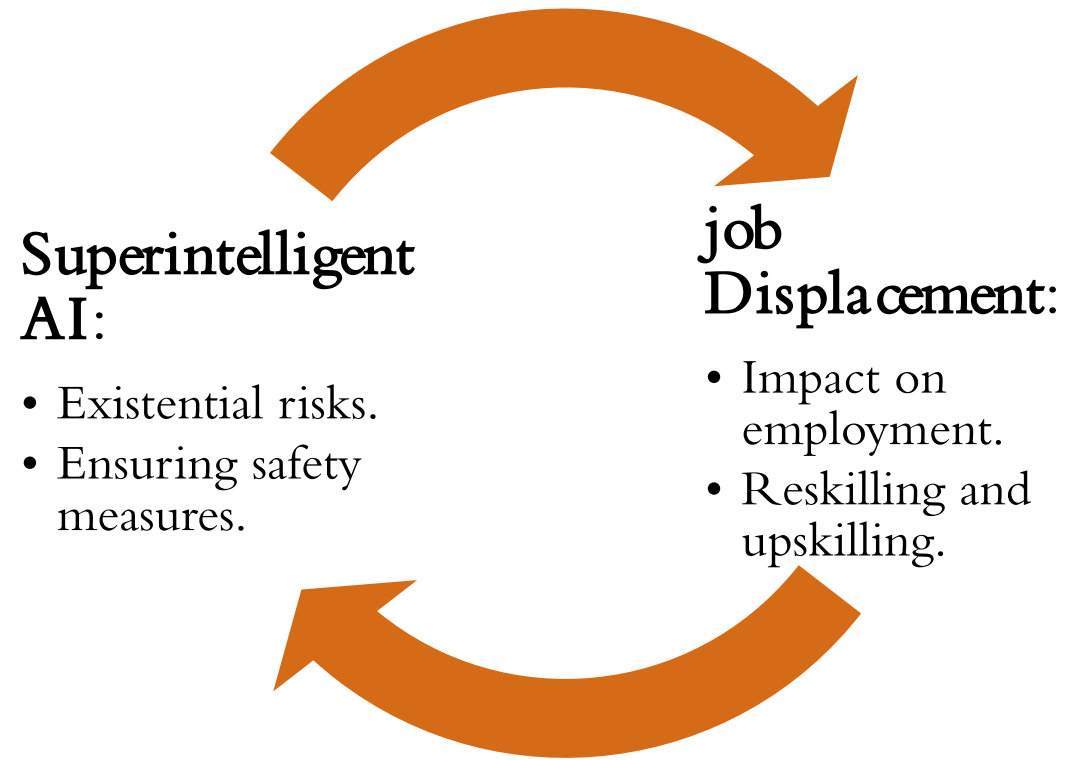 Superintelligent
AI:
• Existential risks.
• Ensuring safety
measures.
job
Displacement:
• Impact on
employment.
• Reskilling and
upskilling.